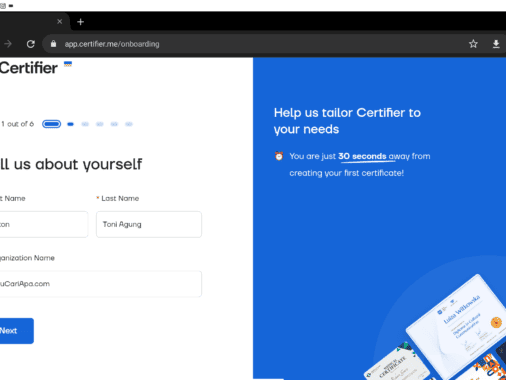 app.certifier.me/onboarding
Certifier
1 out of 6
ll us about yourself
t Name
* Last Name
ton
Toni Agung
ganization Name
uCariApa.com
Next
Help us tailor Certifier to
your needs
You are just 30 seconds away from
creating your first certificate!
Luiza Willowska
CERTIFICATE